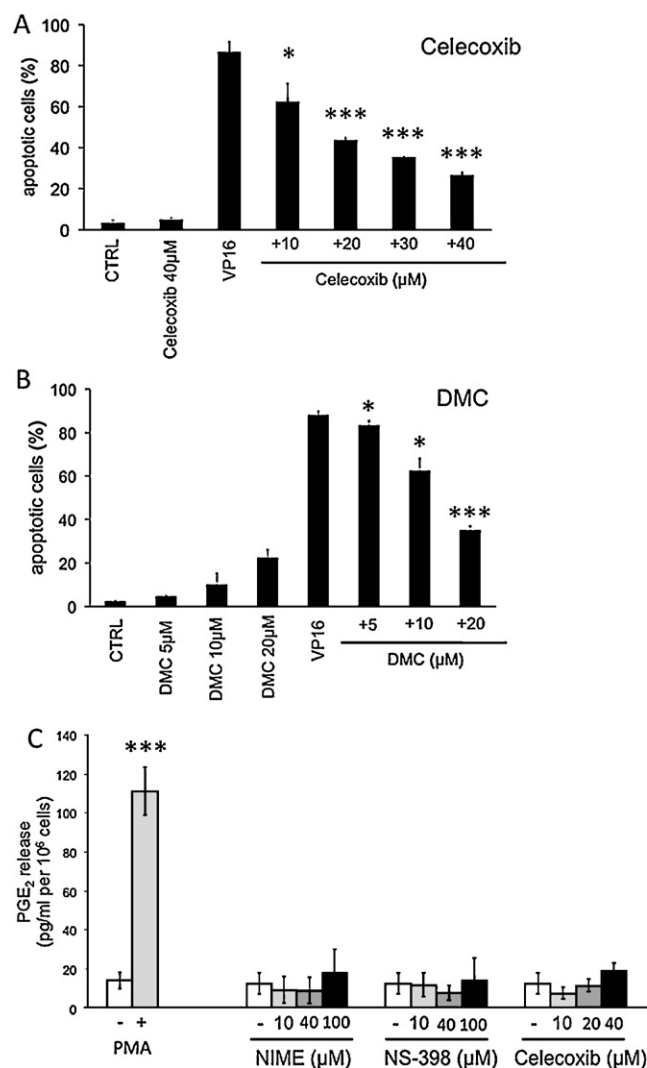 A
Celecoxib
apoptotic cells (%)
100
80
60
40
20
0
*
***
***
***
CTRL
Celecoxib 40µM
VP16
+10
+20
+30
+40
Celecoxib (µM)
B
DMC
apoptotic cells (%)
100
80
60
40
20
0
*
*
***
CTRL
DMC 5µM
DMC 10µM
DMC 20µM
VP16
+5
+10
+20
DMC (µM)
C
***
PGE₂ release
(pg/ml per 10⁶ cells)
140
120
100
80
60
40
20
0
- +
PMA
- 10 40 100
NIME (µM)
- 10 40 100
NS-398 (µM)
- 10 20 40
Celecoxib (µM)